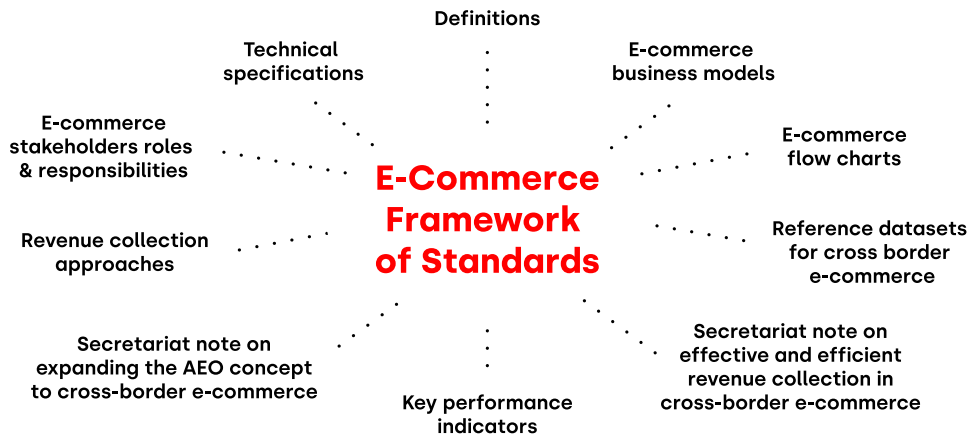 Definitions
Technical
specifications
E-commerce
business models
E-commerce
stakeholders roles
& responsibilities
E-commerce
flow charts
E-Commerce
Framework
of Standards
Revenue collection
approaches
Reference datasets
for cross border
e-commerce
Secretariat note on
expanding the AEO concept
to cross-border e-commerce
Key performance
indicators
Secretariat note on
effective and efficient
revenue collection in
cross-border e-commerce